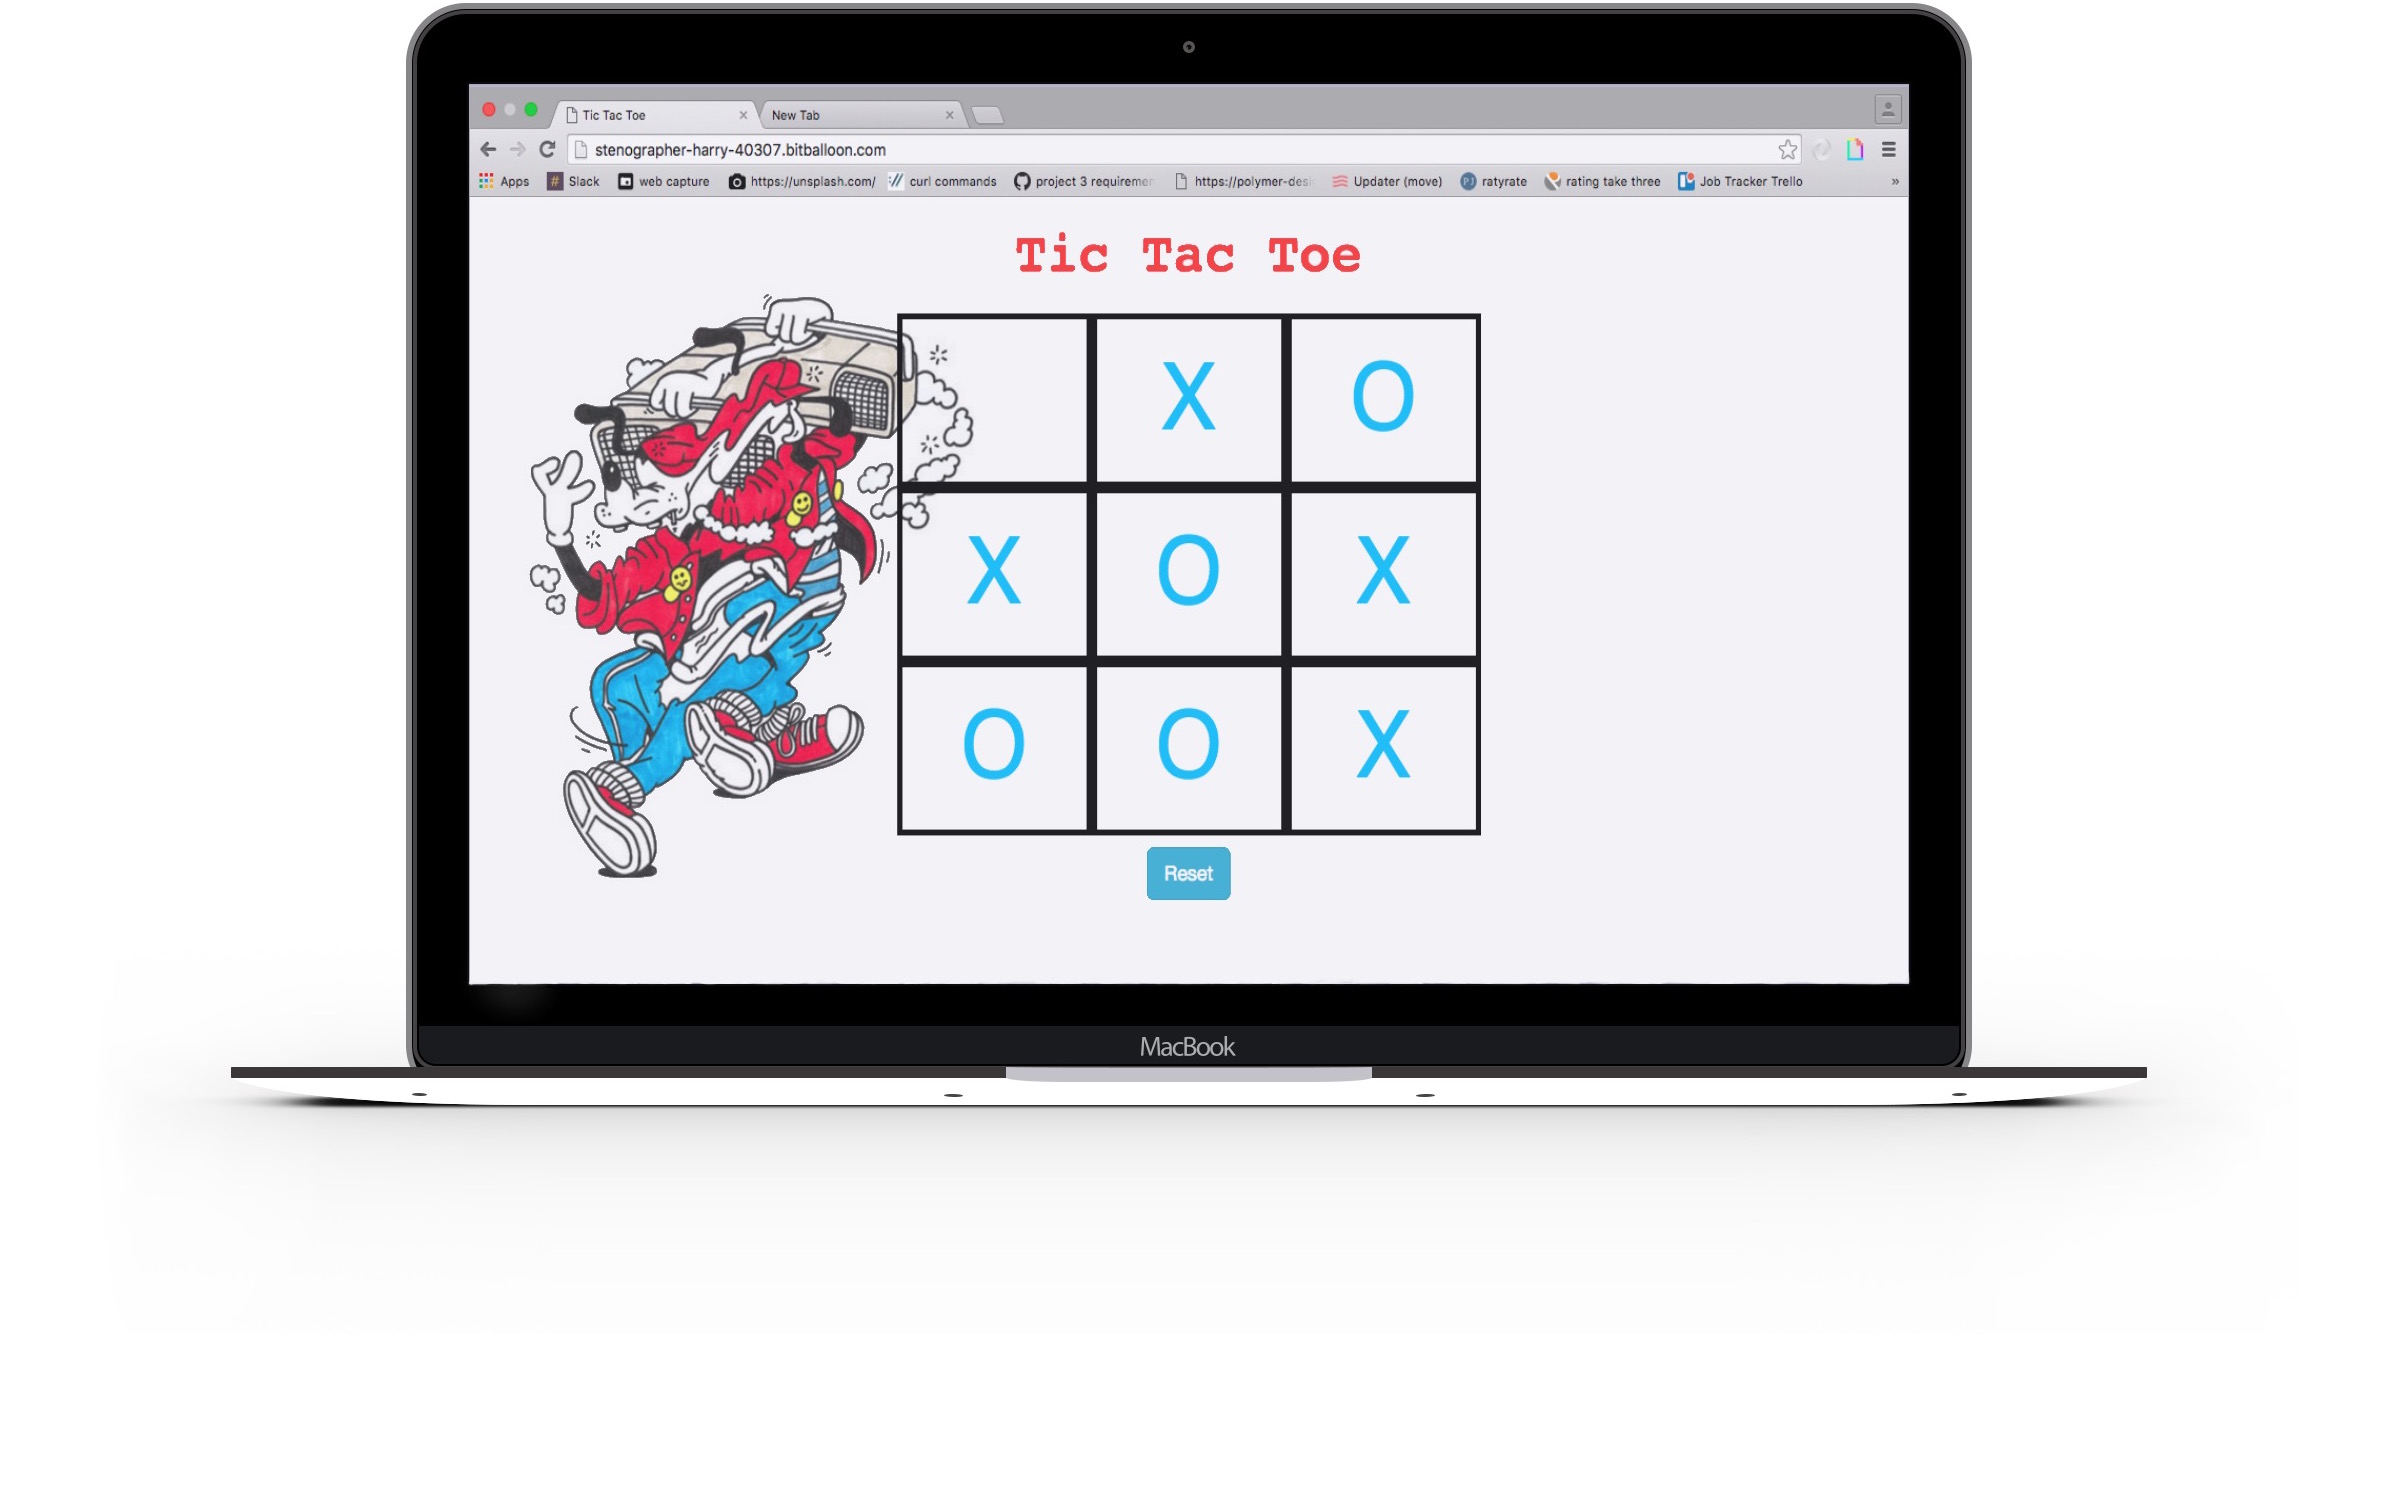 Tic Tac Toe
New Tab
stenographer-harry-40307.bitballoon.com
Apps
Slack
web capture
https://unsplash.com/
curl commands
project 3 requiremen
https://polymer-desi
Updater (move)
ratyrate
rating take three
Job Tracker Trello
»
Tic Tac Toe
X O
X O X
O O X
Reset
MacBook